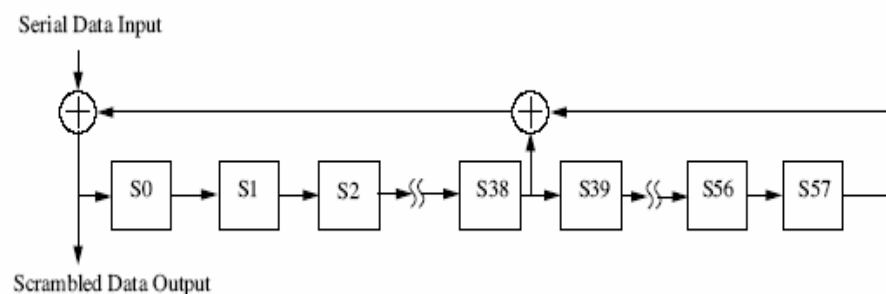 Serial Data Input
S0 S1 S2 S38 S39 S56 S57
Scrambled Data Output